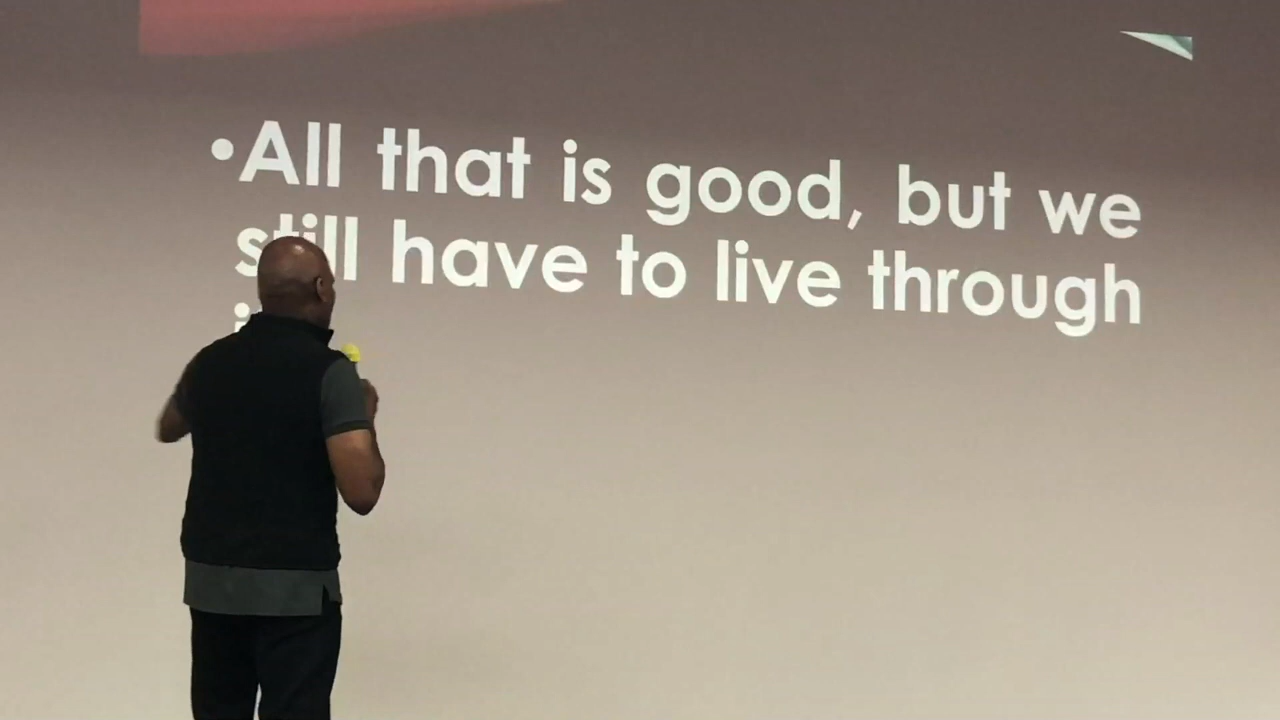 •All that is good, but we
still have to live through